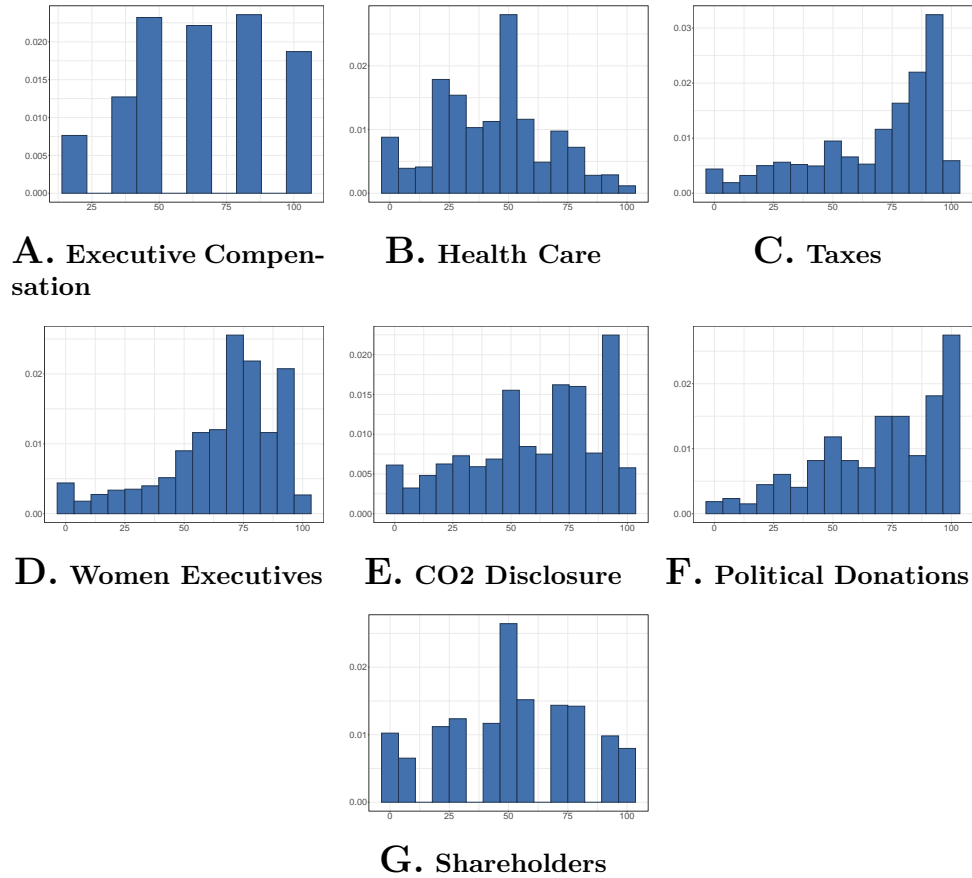 0.020
0.015
0.010
0.005
0.000
25 50 75 100
A. Executive Compen-
sation
0.02
0.01
0.00
0 25 50 75 100
B. Health Care
0.03
0.02
0.01
0.00
0 25 50 75 100
C. Taxes
0.02
0.01
0.00
0 25 50 75 100
D. Women Executives
0.020
0.015
0.010
0.005
0.000
0 25 50 75 100
E. CO2 Disclosure
0.02
0.01
0.00
0 25 50 75 100
F. Political Donations
0.02
0.01
0.00
0 25 50 75 100
G. Shareholders